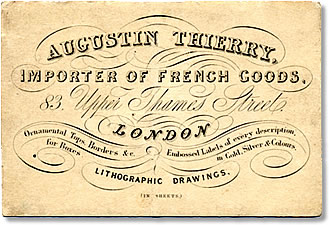 AUGUSTIN THIERRY,
IMPORTER OF FRENCH GOODS,
83. Upper Thames Street,
LONDON
Ornamental Tops, Borders &c.
for Boxes
Embossed Labels of every description,
in Gold, Silver & Colours.
LITHOGRAPHIC DRAWINGS.
(IN SHEETS)